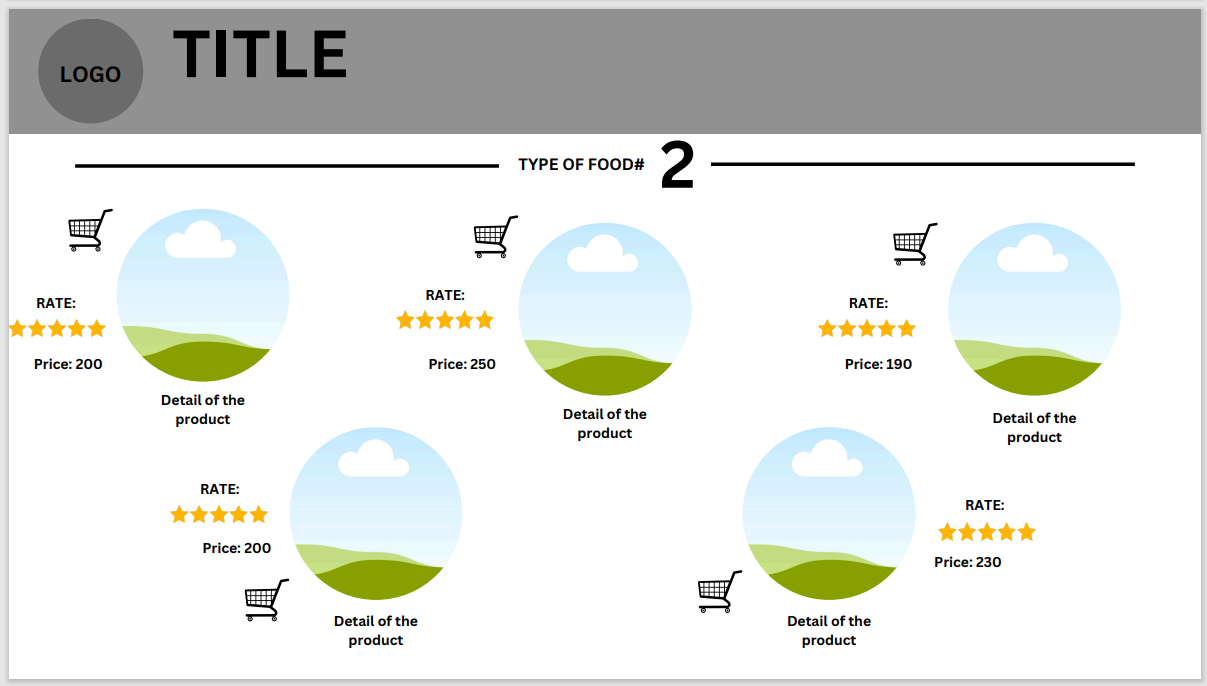 LOGO
TITLE
TYPE OF FOOD# 2
RATE:
Price: 200
Detail of the
product
RATE:
Price: 250
Detail of the
product
RATE:
Price: 190
Detail of the
product
RATE:
Price: 200
Detail of the
product
RATE:
Price: 230
Detail of the
product